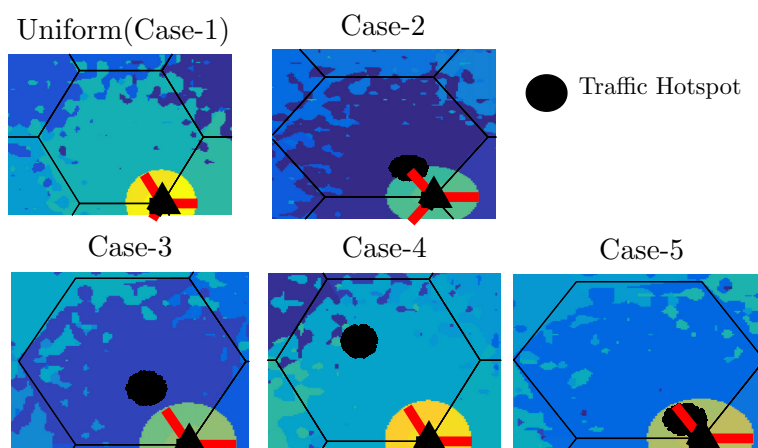 Uniform(Case-1)
Case-2
Traffic Hotspot
Case-3
Case-4
Case-5